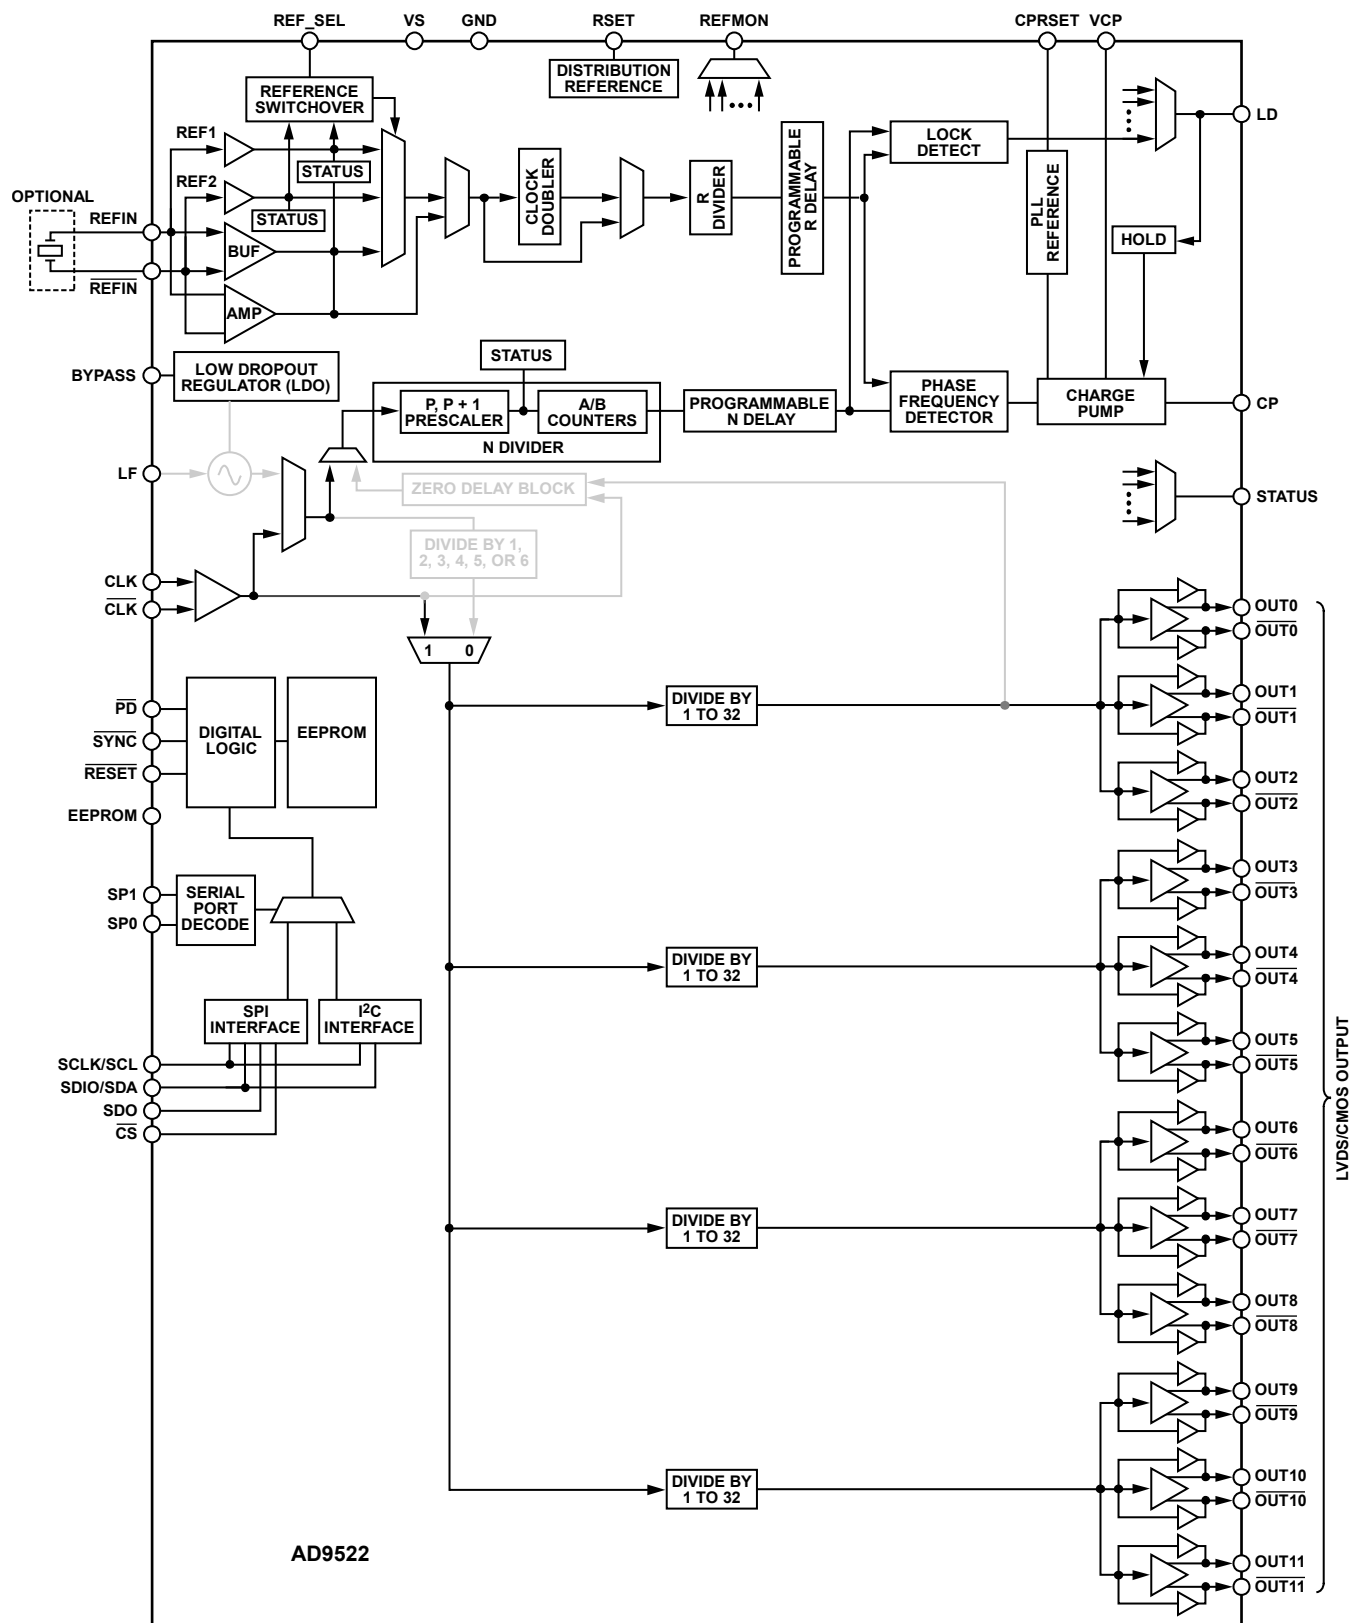 REF_SEL
VS
GND
RSET
REFMON
CPRSET
VCP
REFERENCE
SWITCHOVER
DISTRIBUTION
REFERENCE
LD
REF1
STATUS
REF2
STATUS
OPTIONAL
REFIN
REFIN
BUF
AMP
CLOCK
DOUBLER
R
DIVIDER
PROGRAMMABLE
R DELAY
LOCK
DETECT
PLL
REFERENCE
HOLD
BYPASS
LOW DROPOUT
REGULATOR (LDO)
STATUS
P, P + 1
PRESCALER
A/B
COUNTERS
N DIVIDER
PROGRAMMABLE
N DELAY
PHASE
FREQUENCY
DETECTOR
CHARGE
PUMP
CP
LF
ZERO DELAY BLOCK
STATUS
DIVIDE BY 1,
2, 3, 4, 5, OR 6
CLK
CLK
1 0
PD
SYNC
RESET
EEPROM
DIGITAL
LOGIC
EEPROM
SP1
SP0
SERIAL
PORT
DECODE
SPI
INTERFACE
I²C
INTERFACE
SCLK/SCL
SDIO/SDA
SDO
CS
DIVIDE BY
1 TO 32
DIVIDE BY
1 TO 32
DIVIDE BY
1 TO 32
DIVIDE BY
1 TO 32
OUT0
OUT0
OUT1
OUT1
OUT2
OUT2
OUT3
OUT3
OUT4
OUT4
OUT5
OUT5
OUT6
OUT6
OUT7
OUT7
OUT8
OUT8
OUT9
OUT9
OUT10
OUT10
OUT11
OUT11
LVDS/CMOS OUTPUT
AD9522